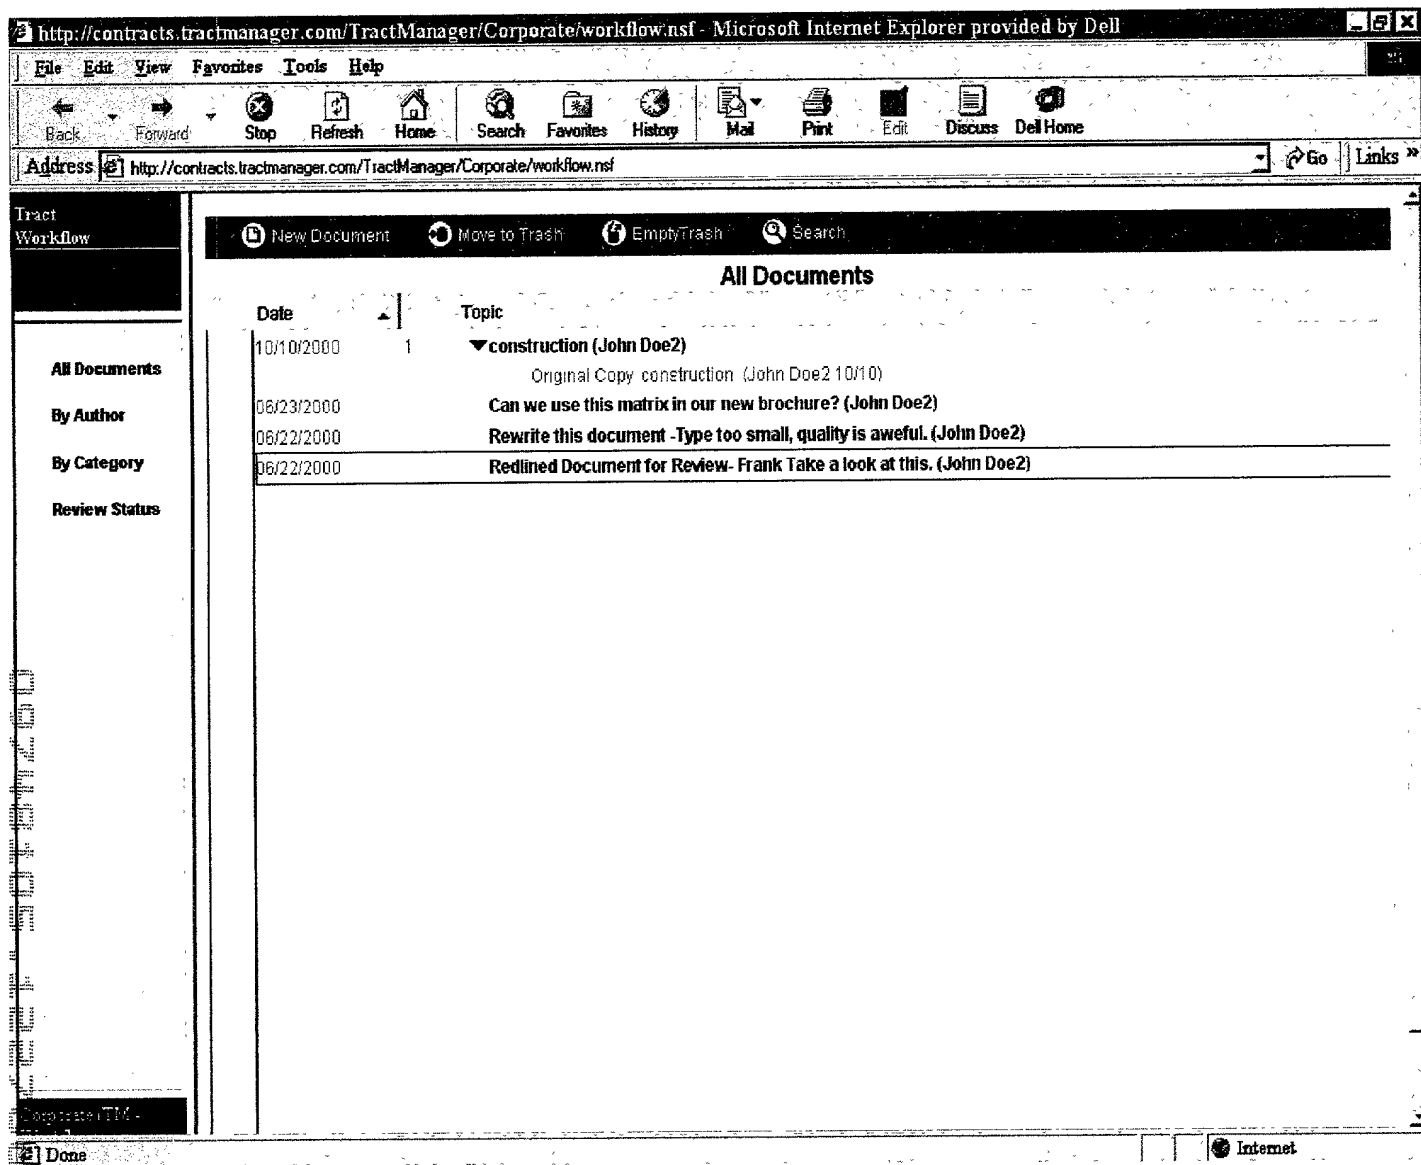 http://contracts.tractmanager.com/TractManager/Corporate/workflow.nsf - Microsoft Internet Explorer provided by Dell
File Edit View Favorites Tools Help
Back Forward Stop Refresh Home Search Favorites History Mail Print Edit Discuss Dell Home
Address http://contracts.tractmanager.com/TractManager/Corporate/workflow.nsf Go Links »
Tract
Workflow
New Document Move to Trash EmptyTrash Search
All Documents
Date Topic
10/10/2000 1 construction (John Doe2)
All Documents
Original Copy construction (John Doe2 10/10)
06/23/2000 Can we use this matrix in our new brochure? (John Doe2)
By Author
06/22/2000 Rewrite this document -Type too small, quality is aweful. (John Doe2)
By Category
06/22/2000 Redlined Document for Review- Frank Take a look at this. (John Doe2)
Review Status
Corporate (TM -
Done Internet